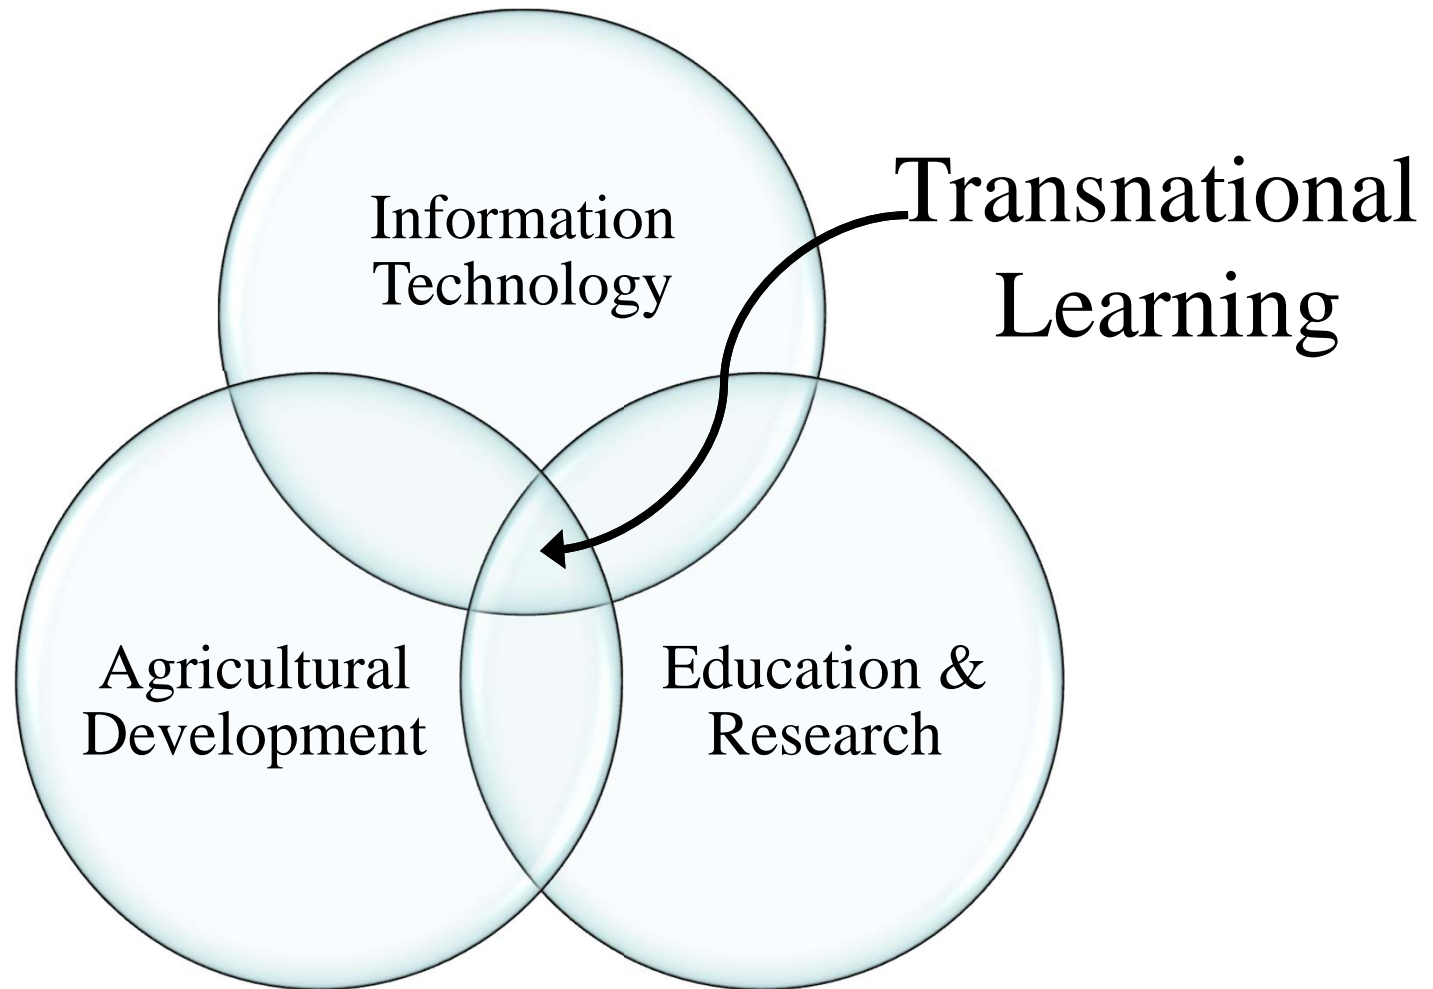 Information
Technology
Transnational
Learning
Agricultural
Development
Education &
Research